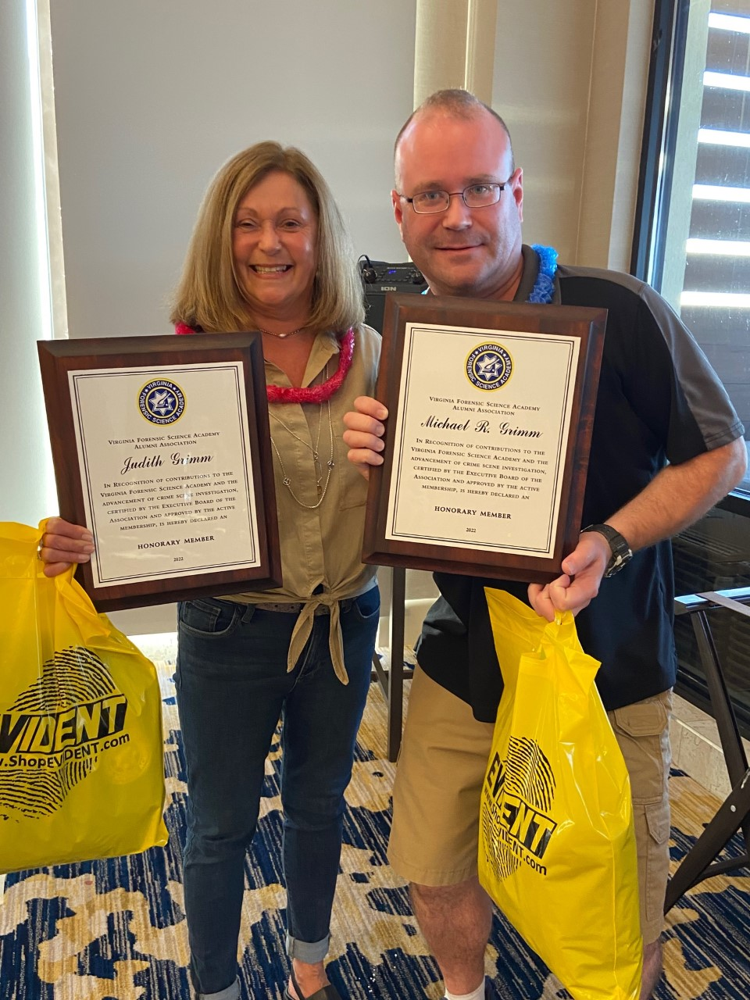 VIRGINIA
FORENSIC SCIENCE ACADEMY
VIRGINIA FORENSIC SCIENCE ACADEMY
ALUMNI ASSOCIATION
Judith Grimm
IN RECOGNITION OF CONTRIBUTIONS TO THE
VIRGINIA FORENSIC SCIENCE ACADEMY AND THE
ADVANCEMENT OF CRIME SCENE INVESTIGATION,
CERTIFIED BY THE EXECUTIVE BOARD OF THE
ASSOCIATION AND APPROVED BY THE ACTIVE
MEMBERSHIP, IS HEREBY DECLARED AN
HONORARY MEMBER
2022
VIRGINIA
FORENSIC SCIENCE ACADEMY
VIRGINIA FORENSIC SCIENCE ACADEMY
ALUMNI ASSOCIATION
Michael R. Grimm
IN RECOGNITION OF CONTRIBUTIONS TO THE
VIRGINIA FORENSIC SCIENCE ACADEMY AND THE
ADVANCEMENT OF CRIME SCENE INVESTIGATION,
CERTIFIED BY THE EXECUTIVE BOARD OF THE
ASSOCIATION AND APPROVED BY THE ACTIVE
MEMBERSHIP, IS HEREBY DECLARED AN
HONORARY MEMBER
2022
ION
VIDENT
w.ShopEVIDENT.com
EVIDENT
www.ShopEVIDENT.com